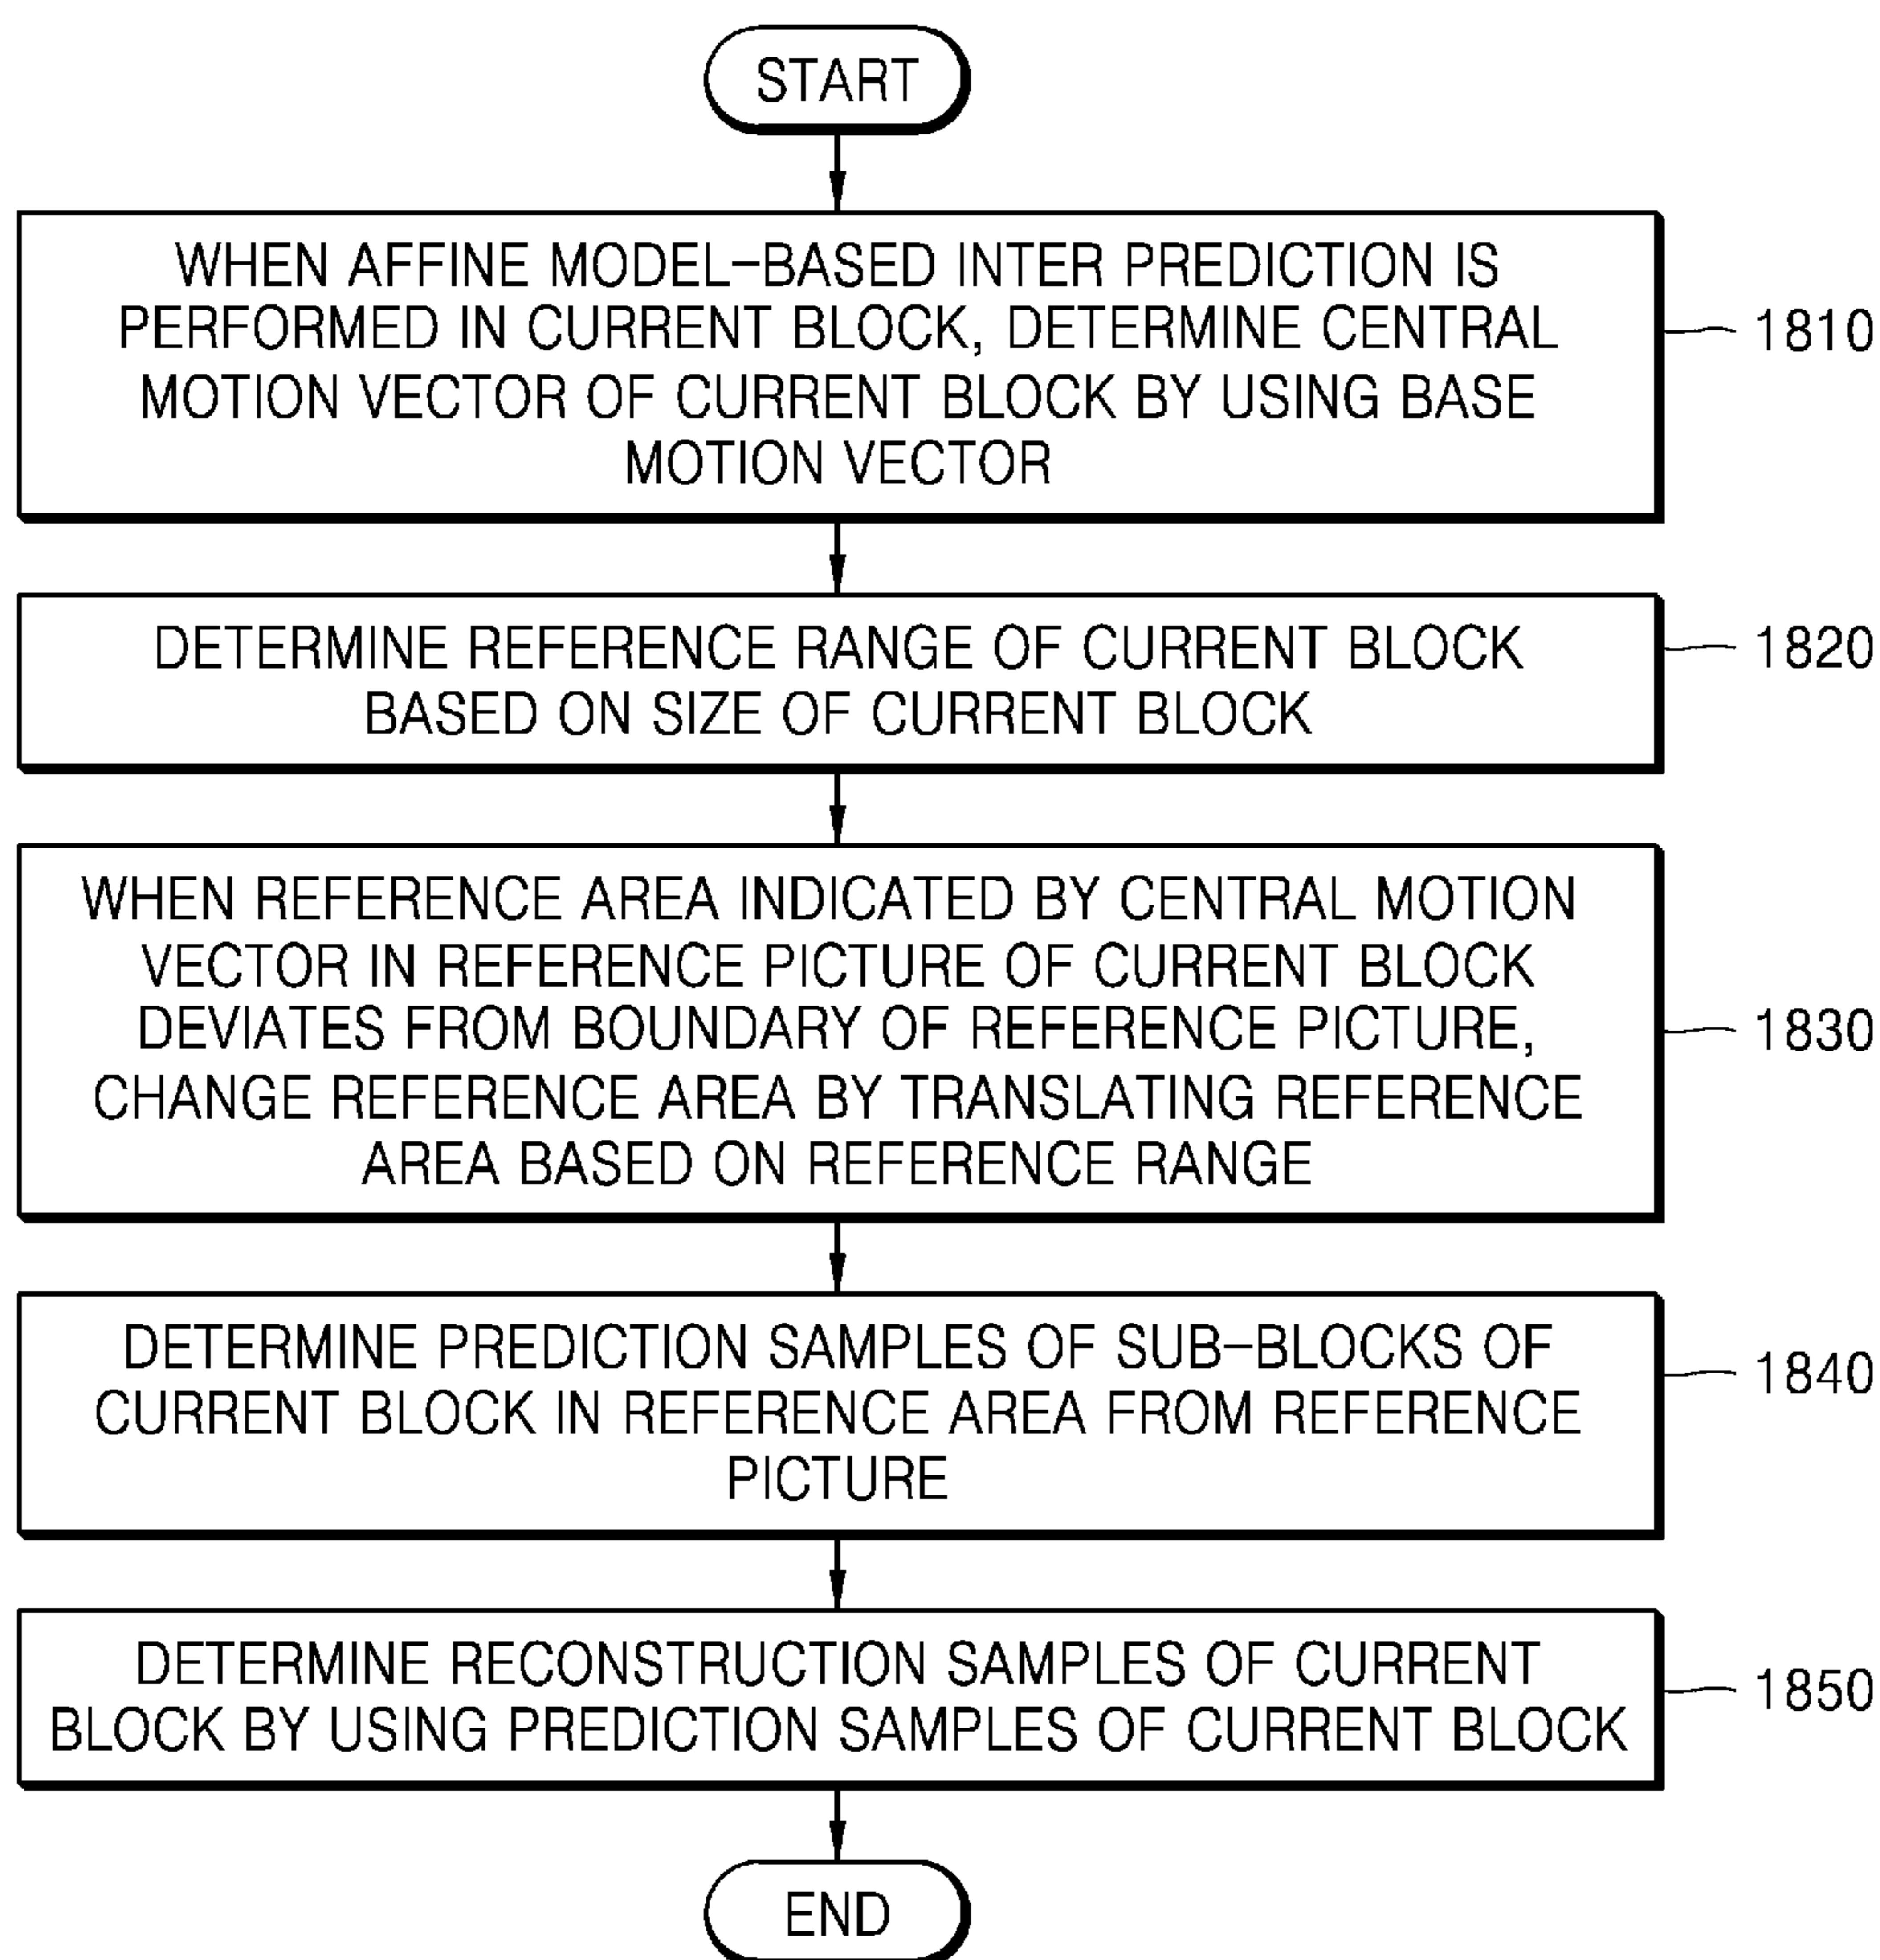 START
WHEN AFFINE MODEL-BASED INTER PREDICTION IS
PERFORMED IN CURRENT BLOCK, DETERMINE CENTRAL
MOTION VECTOR OF CURRENT BLOCK BY USING BASE
MOTION VECTOR
1810
DETERMINE REFERENCE RANGE OF CURRENT BLOCK
BASED ON SIZE OF CURRENT BLOCK
1820
WHEN REFERENCE AREA INDICATED BY CENTRAL MOTION
VECTOR IN REFERENCE PICTURE OF CURRENT BLOCK
DEVIATES FROM BOUNDARY OF REFERENCE PICTURE,
CHANGE REFERENCE AREA BY TRANSLATING REFERENCE
AREA BASED ON REFERENCE RANGE
1830
DETERMINE PREDICTION SAMPLES OF SUB-BLOCKS OF
CURRENT BLOCK IN REFERENCE AREA FROM REFERENCE
PICTURE
1840
DETERMINE RECONSTRUCTION SAMPLES OF CURRENT
BLOCK BY USING PREDICTION SAMPLES OF CURRENT BLOCK
1850
END